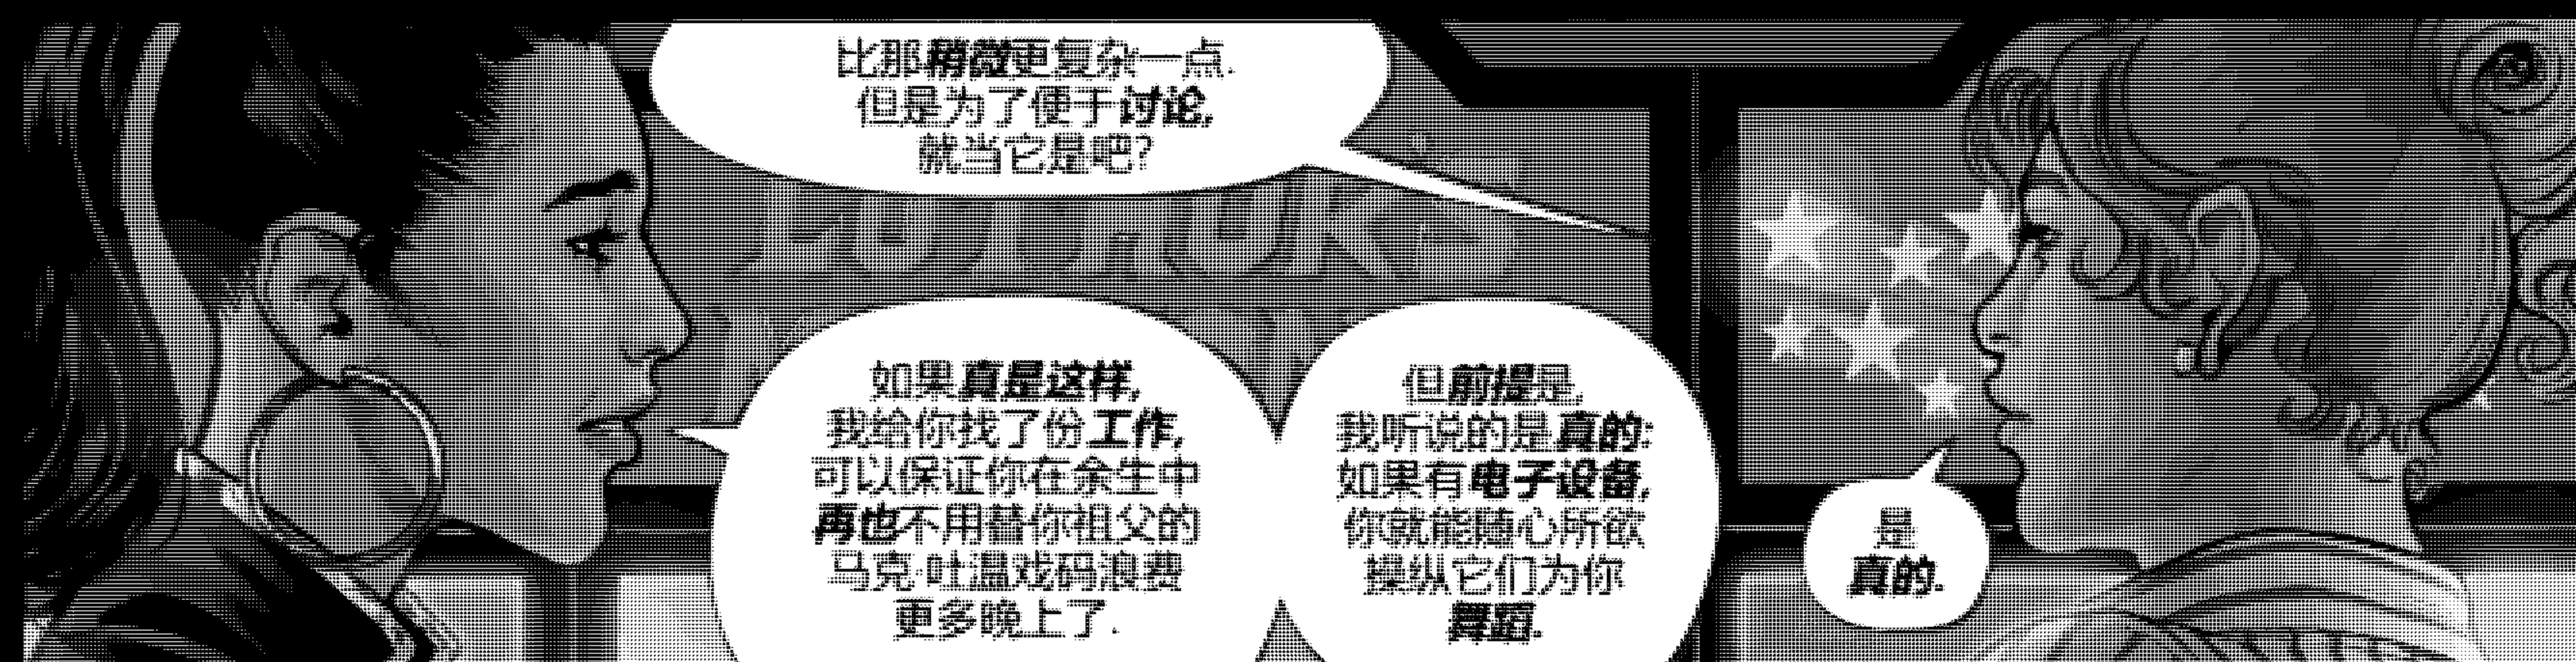 比那稍微更复杂一点.
但是为了便于讨论,
就当它是吧?
如果真是这样,
我给你找了份工作,
可以保证你在余生中
再也不用替你祖父的
马克·吐温戏码浪费
更多晚上了.
但前提是,
我听说的是真的:
如果有电子设备,
你就能随心所欲
操纵它们为你
舞蹈.
是
真的.